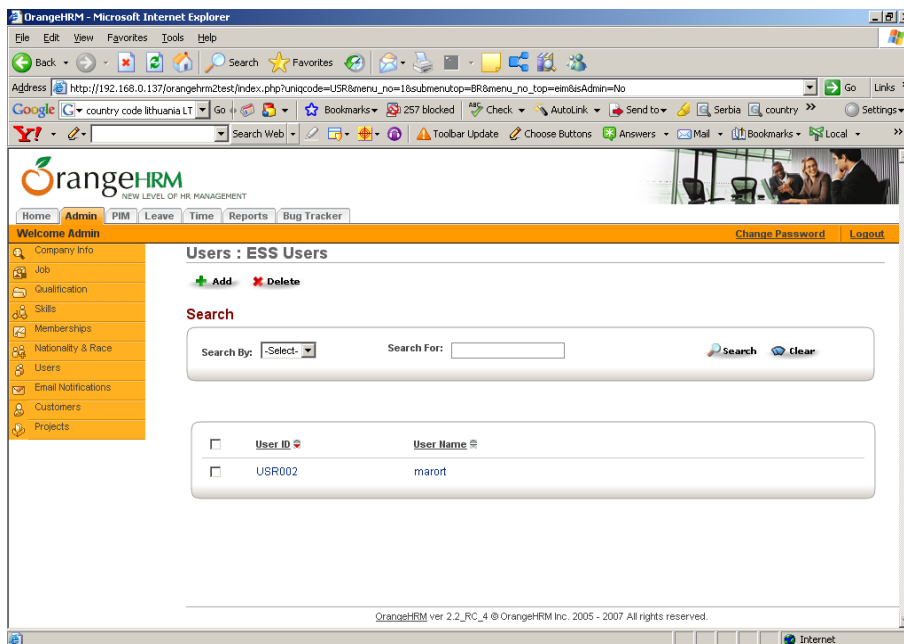 OrangeHRM - Microsoft Internet Explorer
File Edit View Favorites Tools Help
Back Search Favorites
Address http://192.168.0.137/orangehrm2test/index.php?uniqcode=USR&menu_no=1&submenutop=BR&menu_no_top=eim&isAdmin=No Go Links
Google country code lithuania LT Go Bookmarks 257 blocked Check AutoLink Send to Serbia country >> Settings
Y! Search Web Toolbar Update Choose Buttons Answers Mail Bookmarks Local >>
OrangeHRM
NEW LEVEL OF HR MANAGEMENT
Home Admin PIM Leave Time Reports Bug Tracker
Welcome Admin Change Password Logout
Company Info
Job
Qualification
Skills
Memberships
Nationality & Race
Users
Email Notifications
Customers
Projects
Users : ESS Users
Add Delete
Search
Search By: -Select- Search For: Search Clear
User ID User Name
USR002 marort
OrangeHRM ver 2.2_RC_4 © OrangeHRM Inc. 2005 - 2007 All rights reserved.
Internet